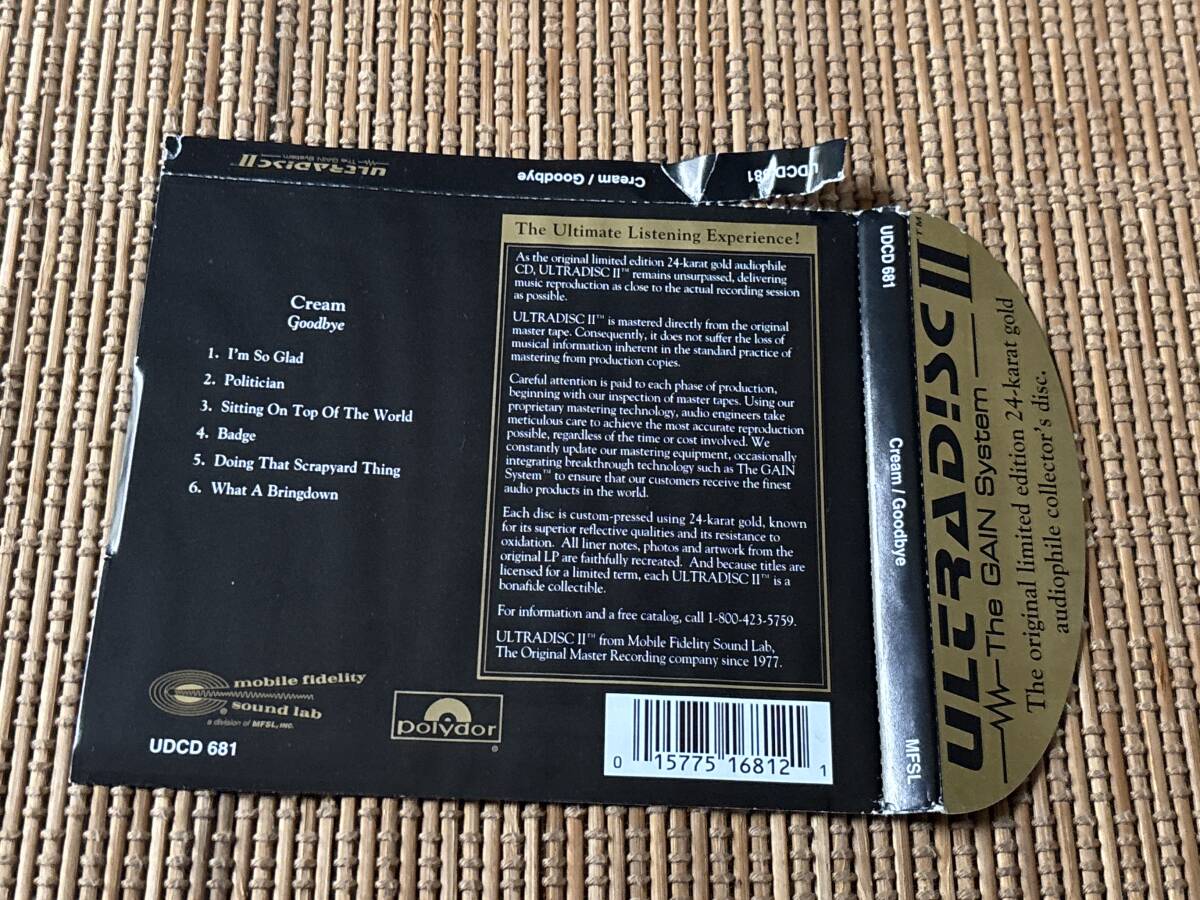 ULTRADISC II
The GAIN System
Cream / Goodbye
UDCD 681
Cream
Goodbye
1. I'm So Glad
2. Politician
3. Sitting On Top Of The World
4. Badge
5. Doing That Scrapyard Thing
6. What A Bringdown
mobile fidelity
sound lab
®
a division of MFSL, INC.
UDCD 681
polydor
®
The Ultimate Listening Experience!
As the original limited edition 24-karat gold audiophile
CD, ULTRADISC II™ remains unsurpassed, delivering
music reproduction as close to the actual recording session
as possible.
ULTRADISC II™ is mastered directly from the original
master tape. Consequently, it does not suffer the loss of
musical information inherent in the standard practice of
mastering from production copies.
Careful attention is paid to each phase of production,
beginning with our inspection of master tapes. Using our
proprietary mastering technology, audio engineers take
meticulous care to achieve the most accurate reproduction
possible, regardless of the time or cost involved. We
constantly update our mastering equipment, occasionally
integrating breakthrough technology such as The GAIN
System™ to ensure that our customers receive the finest
audio products in the world.
Each disc is custom-pressed using 24-karat gold, known
for its superior reflective qualities and its resistance to
oxidation. All liner notes, photos and artwork from the
original LP are faithfully recreated. And because titles are
licensed for a limited term, each ULTRADISC II™ is a
bonafide collectible.
For information and a free catalog, call 1-800-423-5759.
ULTRADISC II™ from Mobile Fidelity Sound Lab,
The Original Master Recording company since 1977.
0 15775 16812 1
UDCD 681
Cream / Goodbye
MFSL
ULTRADISC II™
The GAIN System
The original limited edition 24-karat gold
audiophile collector's disc.